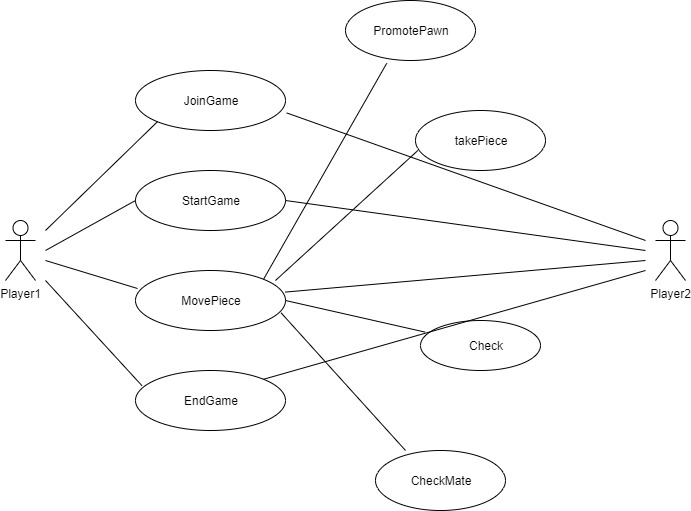 PromotePawn
JoinGame
takePiece
StartGame
Player1
Player2
MovePiece
Check
EndGame
CheckMate